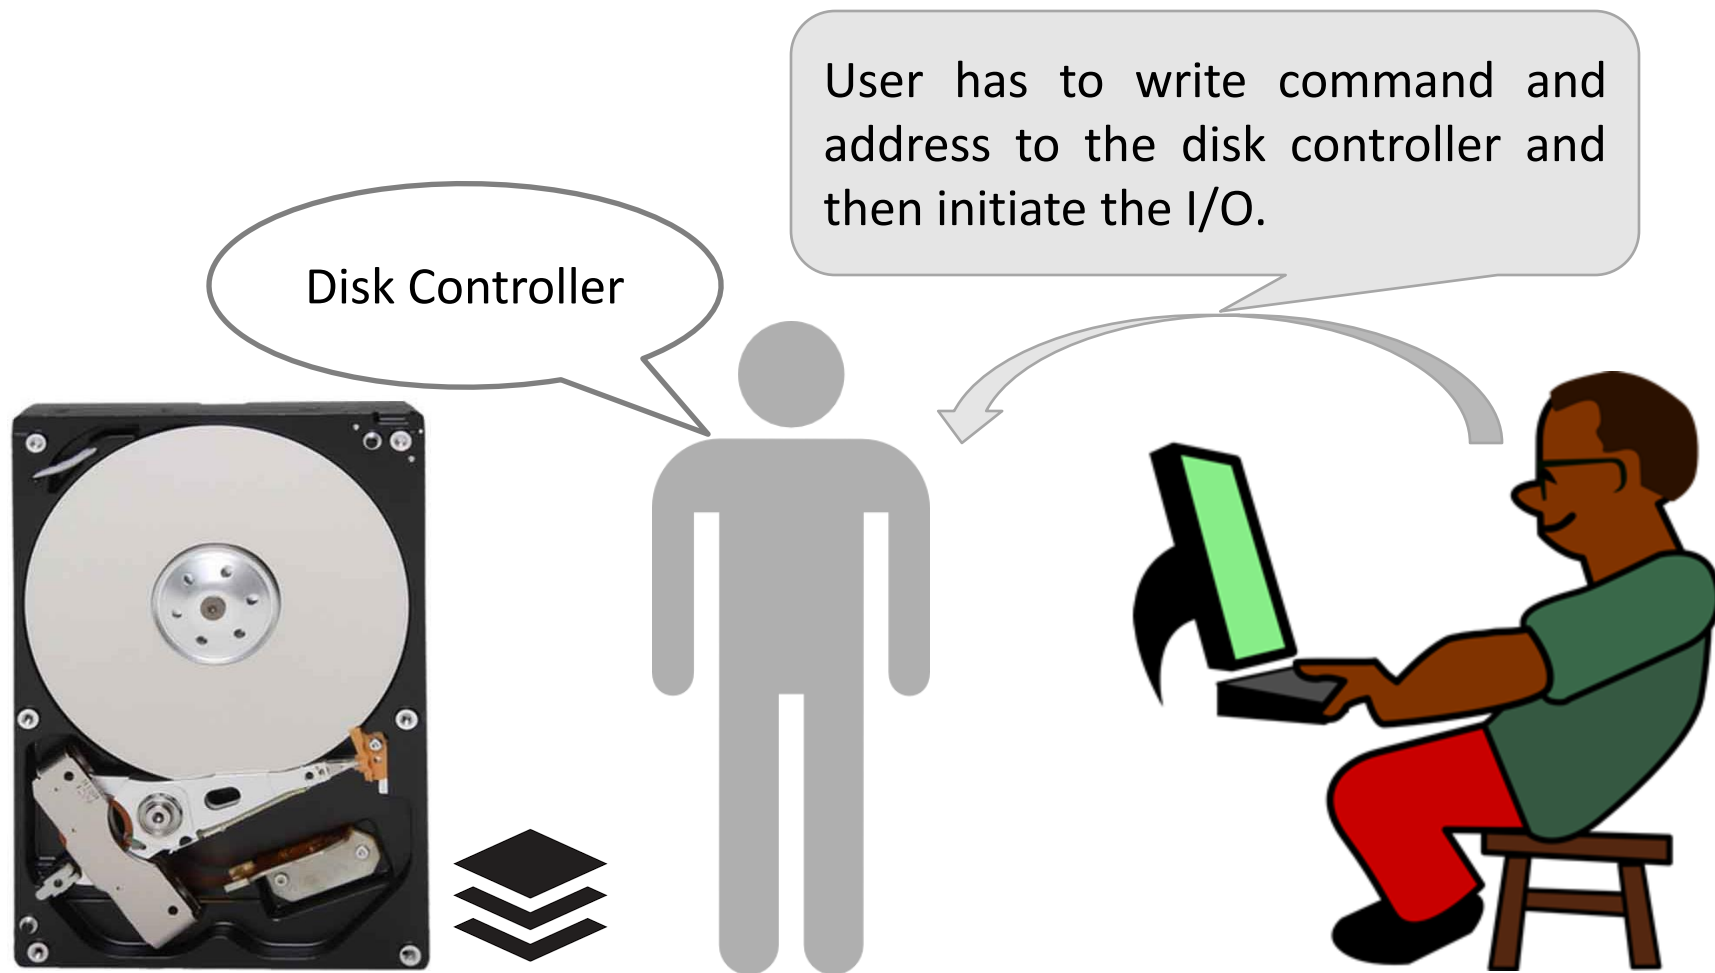 User has to write command and
address to the disk controller and
then initiate the I/O.
Disk Controller